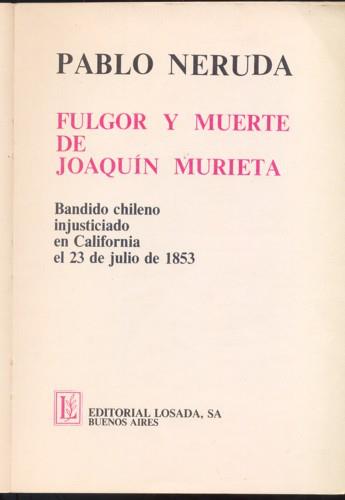 PABLO NERUDA
FULGOR Y MUERTE
DE
JOAQUÍN MURIETA
Bandido chileno
injusticiado
en California
el 23 de julio de 1853
EDITORIAL LOSADA, SA
BUENOS AIRES